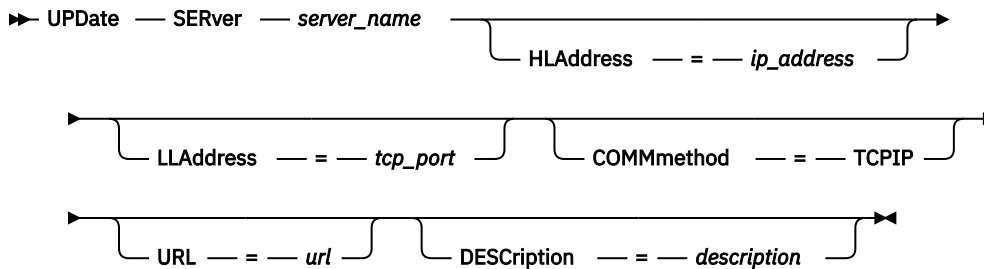 UPDate SERver server_name
HLAddress = ip_address
LLAddress = tcp_port COMMmethod = TCPIP
URL = url DESCription = description